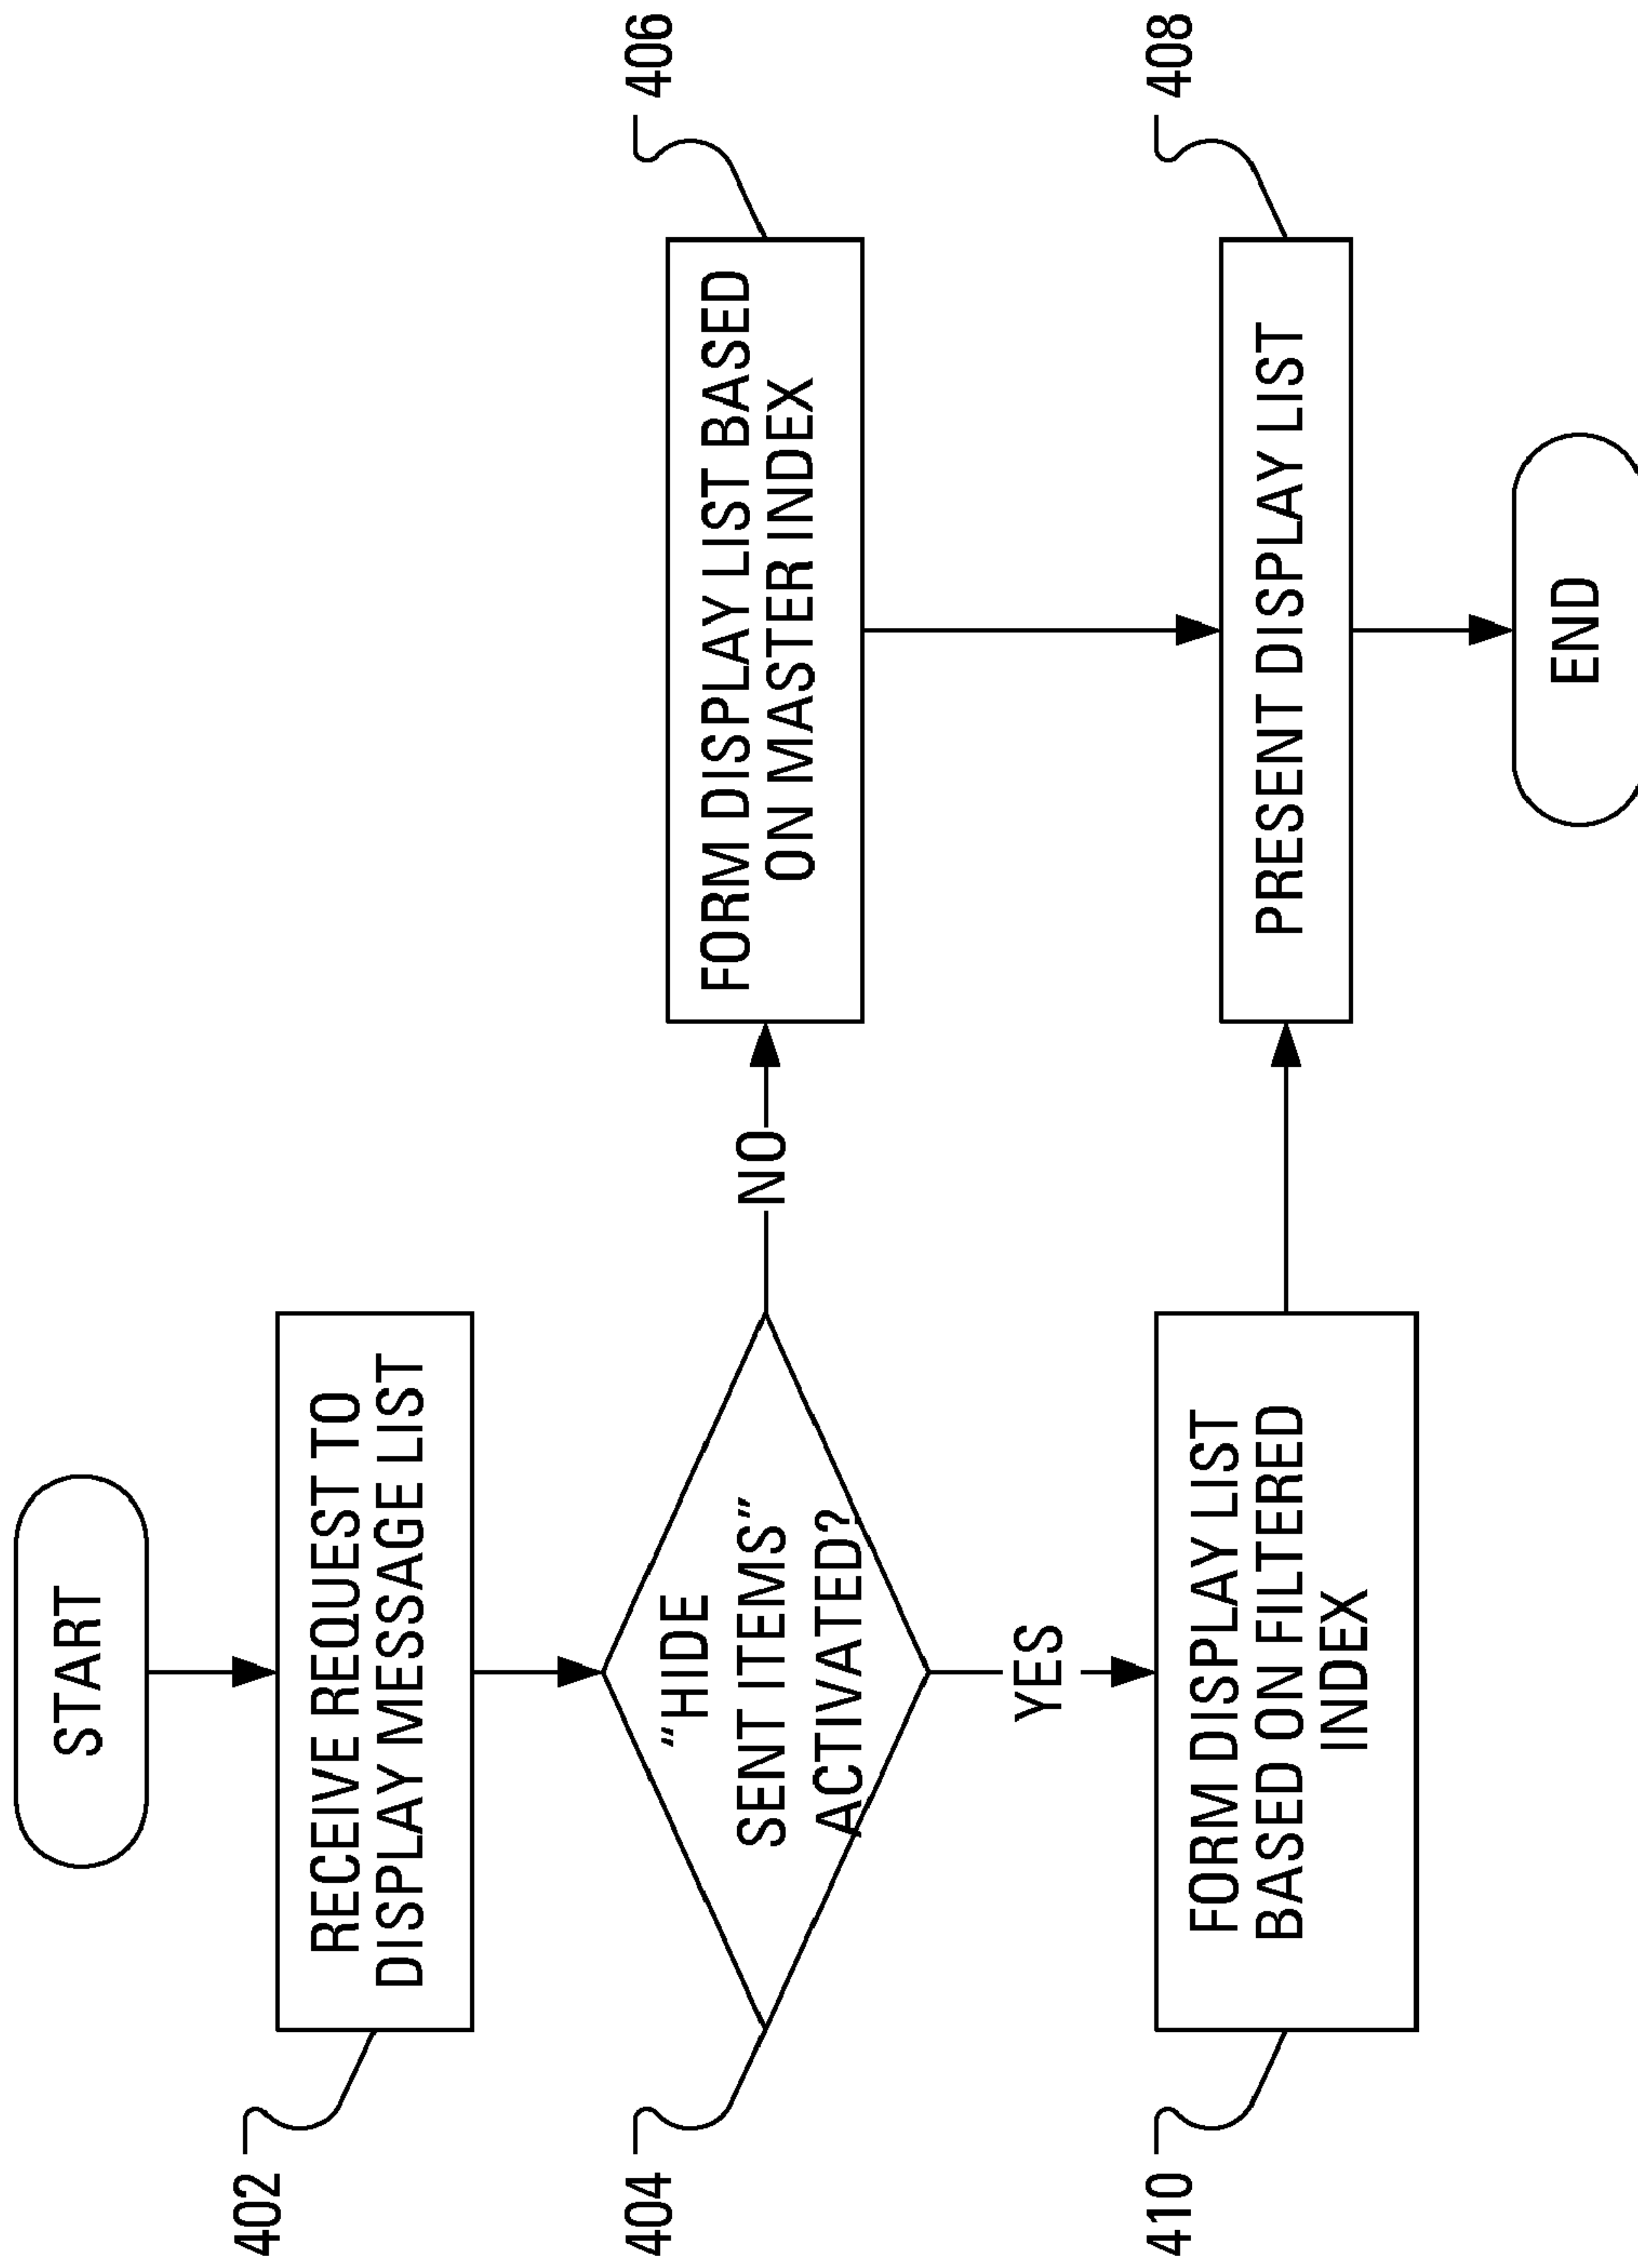 START
402
RECEIVE REQUEST TO
DISPLAY MESSAGE LIST
404
"HIDE
SENT ITEMS"
ACTIVATED?
NO
406
FORM DISPLAY LIST BASED
ON MASTER INDEX
YES
410
FORM DISPLAY LIST
BASED ON FILTERED
INDEX
408
PRESENT DISPLAY LIST
END